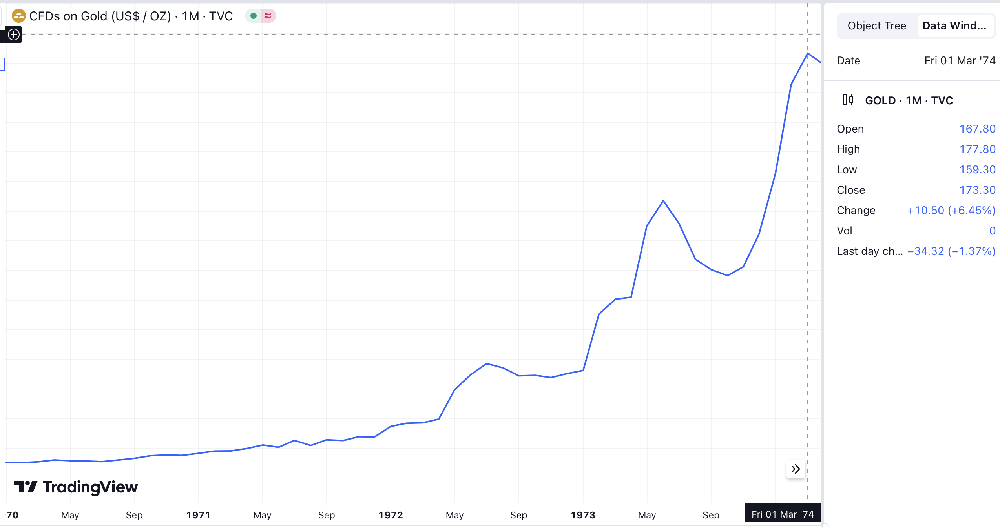 CFDs on Gold (US$ / OZ) · 1M · TVC
Object Tree
Data Wind...
Date Fri 01 Mar '74
GOLD · 1M · TVC
Open 167.80
High 177.80
Low 159.30
Close 173.30
Change +10.50 (+6.45%)
Vol 0
Last day ch... −34.32 (−1.37%)
TradingView
70 May Sep 1971 May Sep 1972 May Sep 1973 May Sep Fri 01 Mar '74